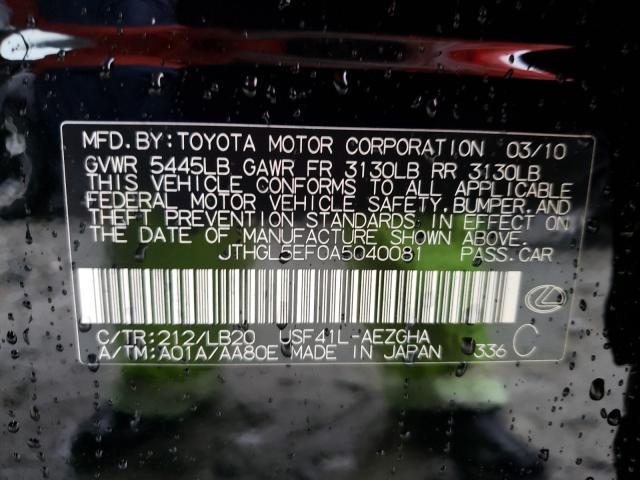 MFD.BY:TOYOTA MOTOR CORPORATION 03/10
GVWR 5445LB GAWR FR 3130LB RR 3130LB
THIS VEHICLE CONFORMS TO ALL APPLICABLE
FEDERAL MOTOR VEHICLE SAFETY, BUMPER, AND
THEFT PREVENTION STANDARDS IN EFFECT ON
THE DATE OF MANUFACTURE SHOWN ABOVE.
JTHGL5EF0A5040081 PASS.CAR
C/TR:212/LB20 USF41L-AEZGHA
A/TM:A01A/AA80E MADE IN JAPAN 336 C